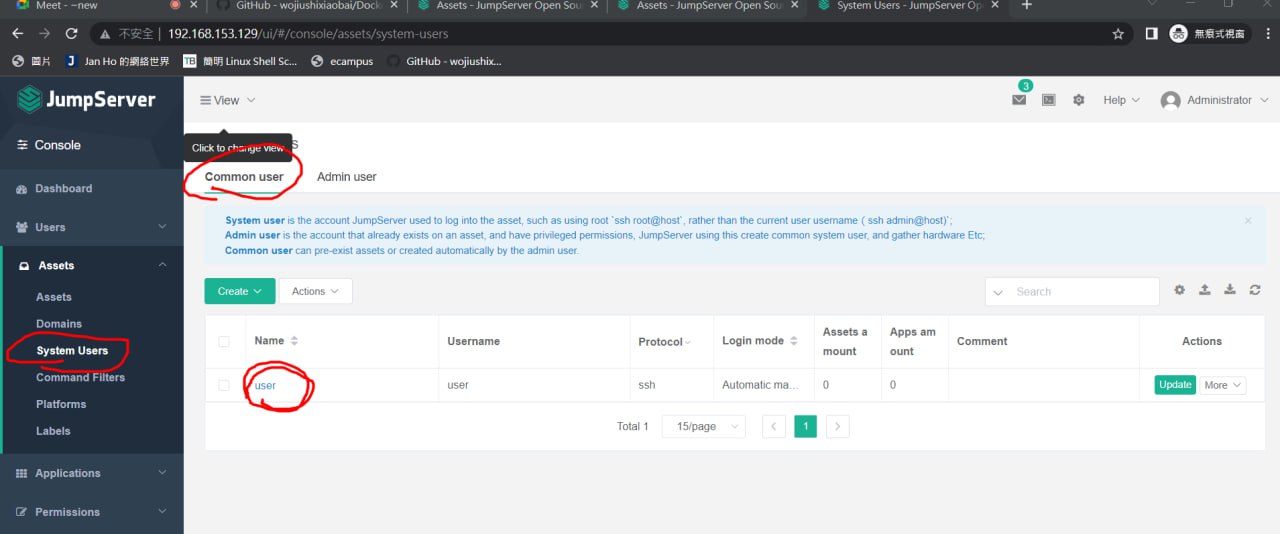 Meet - ~new
GitHub - wojiushixiaobai/Dock
Assets - JumpServer Open Sou
Assets - JumpServer Open Sour
System Users - JumpServer Op
不安全 | 192.168.153.129/ui/#/console/assets/system-users
無痕式視窗
圖片
J Jan Ho 的網絡世界
TB 簡明 Linux Shell Sc...
ecampus
GitHub - wojiushix...
JumpServer
View
3
Help
Administrator
Console
Click to change view
s
Common user
Admin user
Dashboard
System user is the account JumpServer used to log into the asset, such as using root `ssh root@host`, rather than the current user username ( ssh admin@host)`;
Users
Admin user is the account that already exists on an asset, and have privileged permissions, JumpServer using this create common system user, and gather hardware Etc;
Common user can pre-exist assets or created automatically by the admin user.
Assets
Create
Actions
Search
Assets
Domains
System Users
Command Filters
Platforms
Labels
Applications
Permissions
Name
Username
Protocol
Login mode
Assets a
mount
Apps am
ount
Comment
Actions
user
user
ssh
Automatic ma...
0
0
Update
More
Total 1
15/page
1